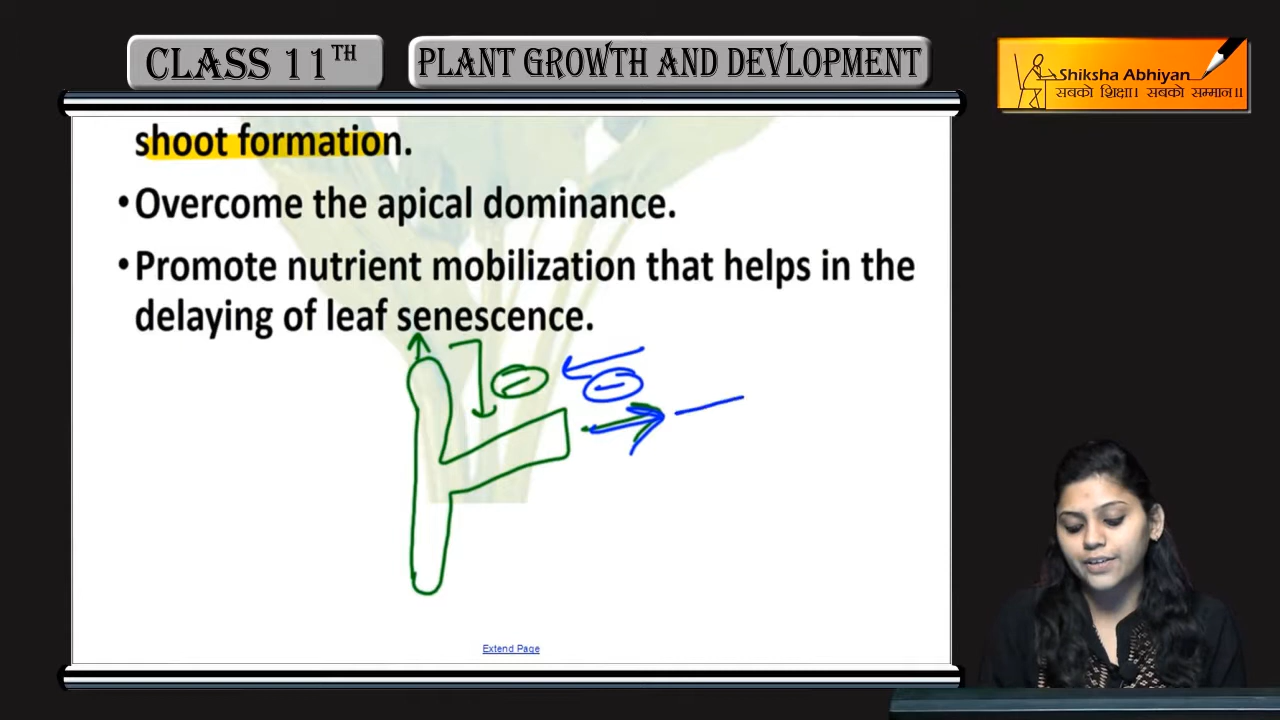 CLASS 11TH
PLANT GROWTH AND DEVLOPMENT
Shiksha Abhiyan
सबको शिक्षा। सबको सम्मान।।
shoot formation.
•Overcome the apical dominance.
•Promote nutrient mobilization that helps in the
delaying of leaf senescence.
Extend Page